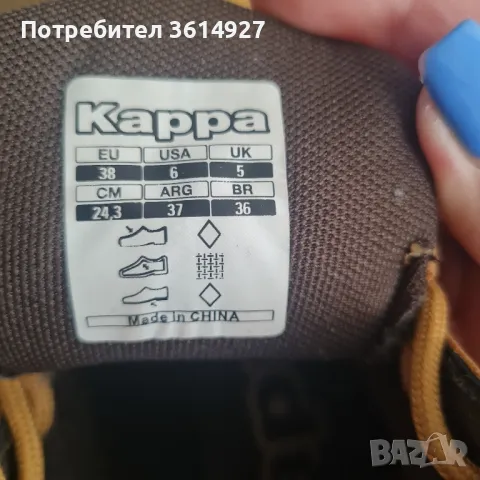 Потребител 3614927
Kappa
EU USA UK
38 6 5
CM ARG BR
24,3 37 36
Made in CHINA
BAZAR